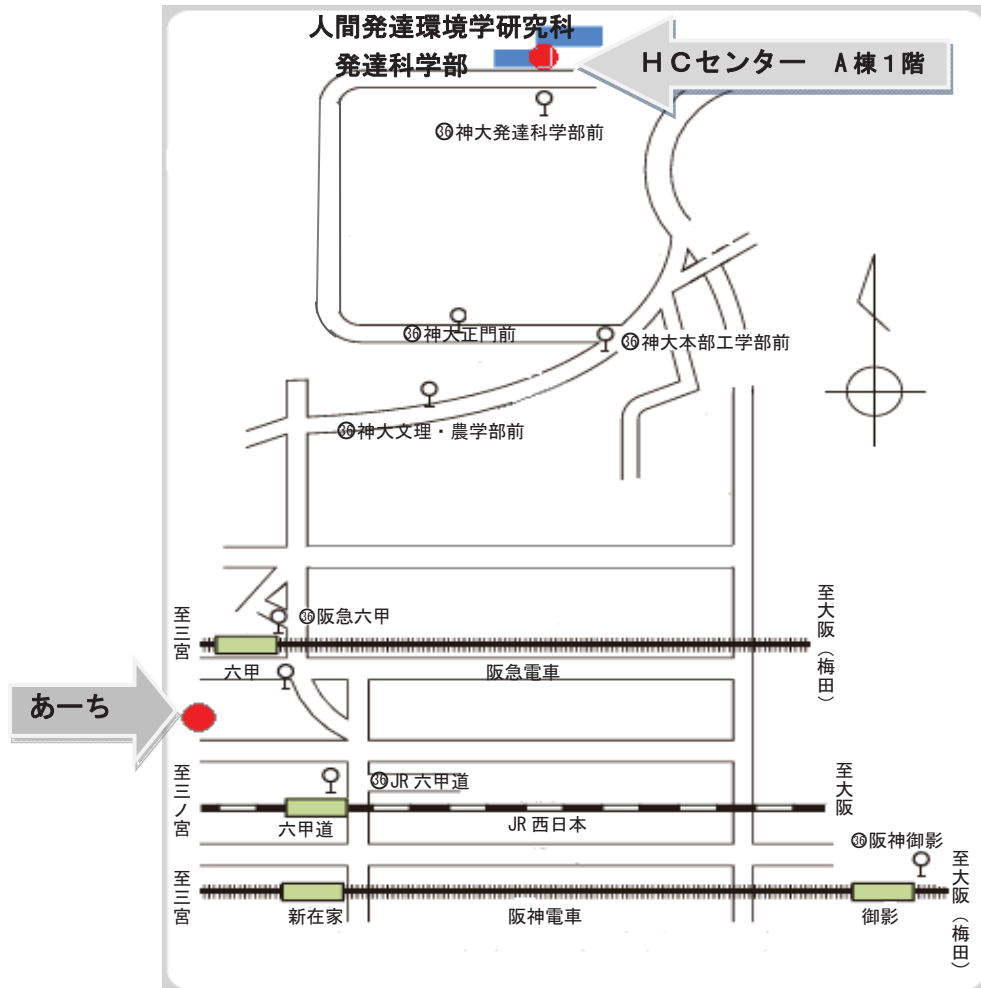 人間発達環境学研究科
発達科学部
HCセンター A棟1階
㊱神大発達科学部前
㊱神大正門前
㊱神大本部工学部前
㊱神大文理・農学部前
至三宮
㊱阪急六甲
至大阪（梅田）
六甲
阪急電車
あーち
至三ノ宮
㊱JR六甲道
至大阪
六甲道
JR西日本
㊱阪神御影
至三宮
至大阪（梅田）
新在家
阪神電車
御影